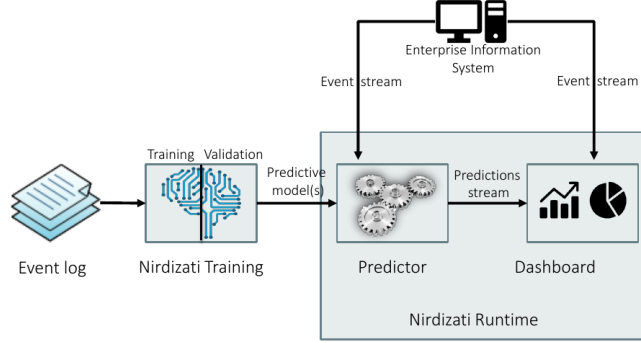 Enterprise Information
System
Event stream
Event stream
Training
Validation
Predictive
model(s)
Predictions
stream
Event log
Nirdizati Training
Predictor
Dashboard
Nirdizati Runtime